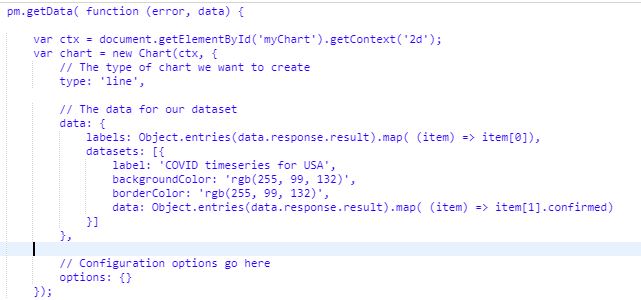 pm.getData( function (error, data) {
var ctx = document.getElementById('myChart').getContext('2d');
var chart = new Chart(ctx, {
// The type of chart we want to create
type: 'line',
// The data for our dataset
data: {
labels: Object.entries(data.response.result).map( (item) => item[0]),
datasets: [{
label: 'COVID timeseries for USA',
backgroundColor: 'rgb(255, 99, 132)',
borderColor: 'rgb(255, 99, 132)',
data: Object.entries(data.response.result).map( (item) => item[1].confirmed)
}]
},
// Configuration options go here
options: {}
});